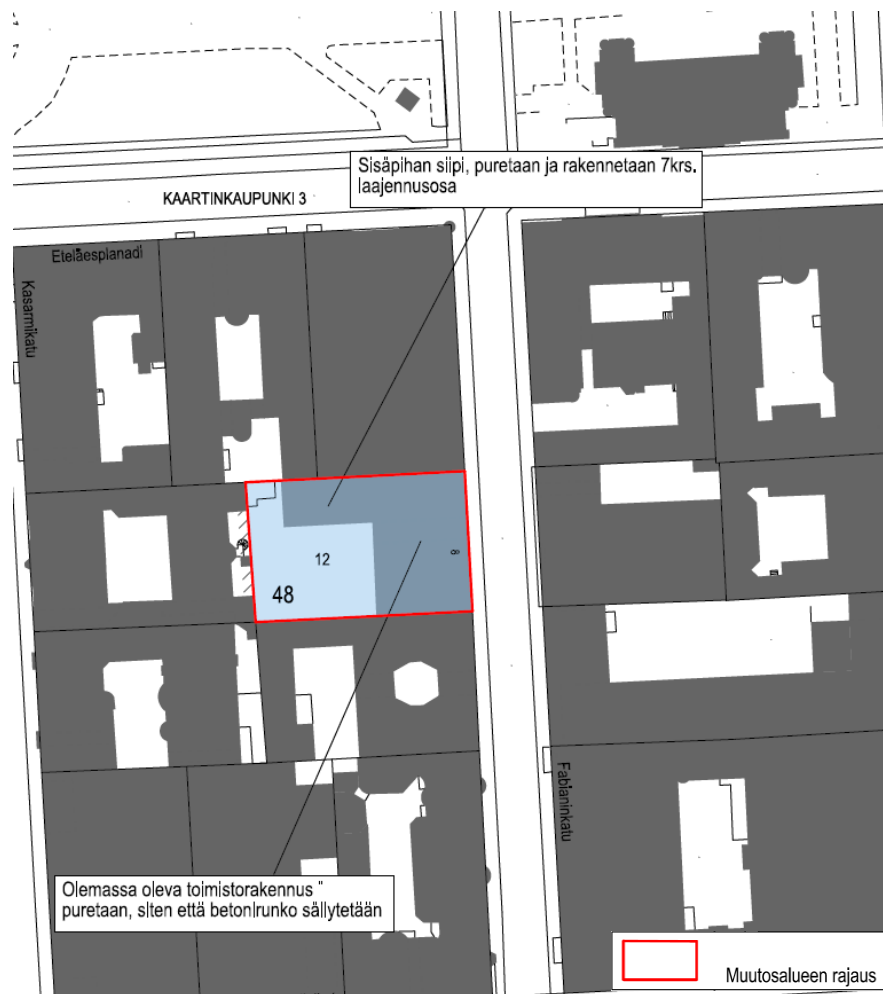 Sisäpihan siipi, puretaan ja rakennetaan 7krs.
laajennusosa
KAARTINKAUPUNKI 3
Eteläesplanadi
Kasarmikatu
12
8
48
Fabianinkatu
Olemassa oleva toimistorakennus "
puretaan, siten että betonirunko säilytetään
Muutosalueen rajaus